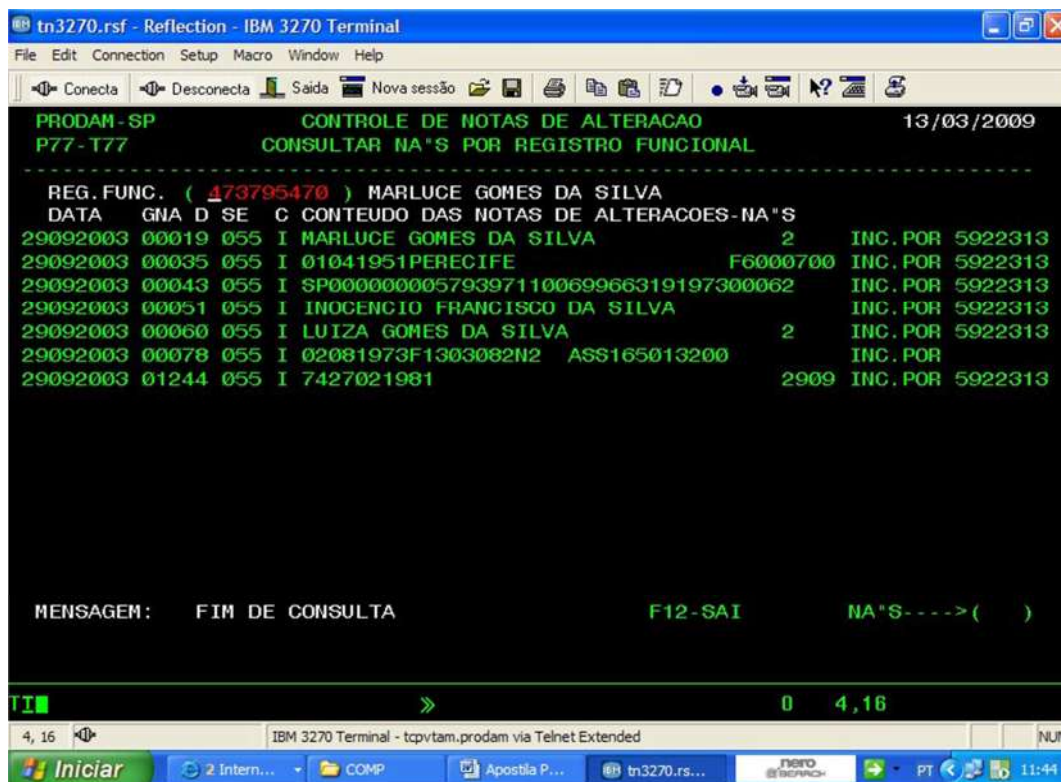 tn3270.rsf - Reflection - IBM 3270 Terminal
File Edit Connection Setup Macro Window Help
Conecta Desconecta Saida Nova sessão
PRODAM-SP CONTROLE DE NOTAS DE ALTERACAO 13/03/2009
P77-T77 CONSULTAR NA"S POR REGISTRO FUNCIONAL
REG.FUNC. ( 473795470 ) MARLUCE GOMES DA SILVA
DATA GNA D SE C CONTEUDO DAS NOTAS DE ALTERACOES-NA"S
29092003 00019 055 I MARLUCE GOMES DA SILVA 2 INC.POR 5922313
29092003 00035 055 I 01041951PERECIFE F6000700 INC.POR 5922313
29092003 00043 055 I SP00000000579397110069966319197300062 INC.POR 5922313
29092003 00051 055 I INOCENCIO FRANCISCO DA SILVA INC.POR 5922313
29092003 00060 055 I LUIZA GOMES DA SILVA 2 INC.POR 5922313
29092003 00078 055 I 02081973F1303082N2 ASS165013200 INC.POR
29092003 01244 055 I 7427021981 2909 INC.POR 5922313
MENSAGEM: FIM DE CONSULTA F12-SAI NA"S---->( )
TI » 0 4,16
4, 16 IBM 3270 Terminal - tcpvtam.prodam via Telnet Extended NUM
Iniciar 2 Intern... COMP Apostila P... tn3270.rs... nero SEARCH PT 11:44